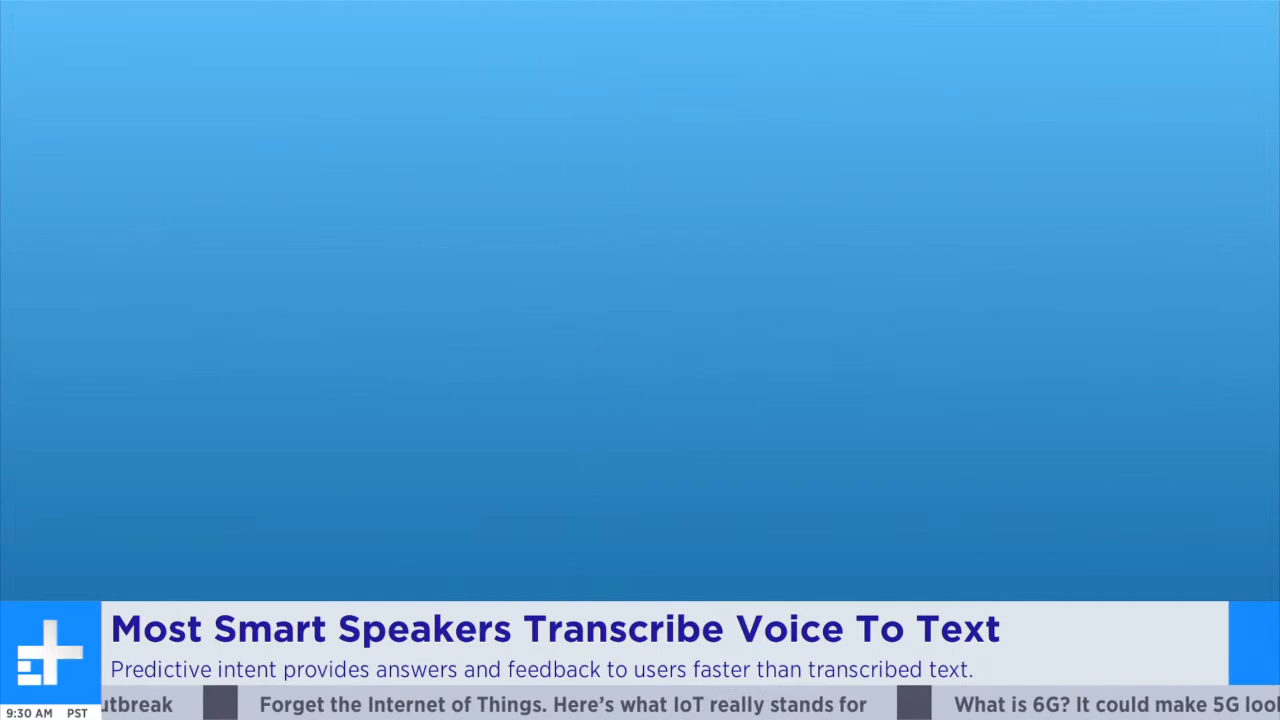 Most Smart Speakers Transcribe Voice To Text
Predictive intent provides answers and feedback to users faster than transcribed text.
utbreak Forget the Internet of Things. Here’s what IoT really stands for What is 6G? It could make 5G loo
9:30 AM PST